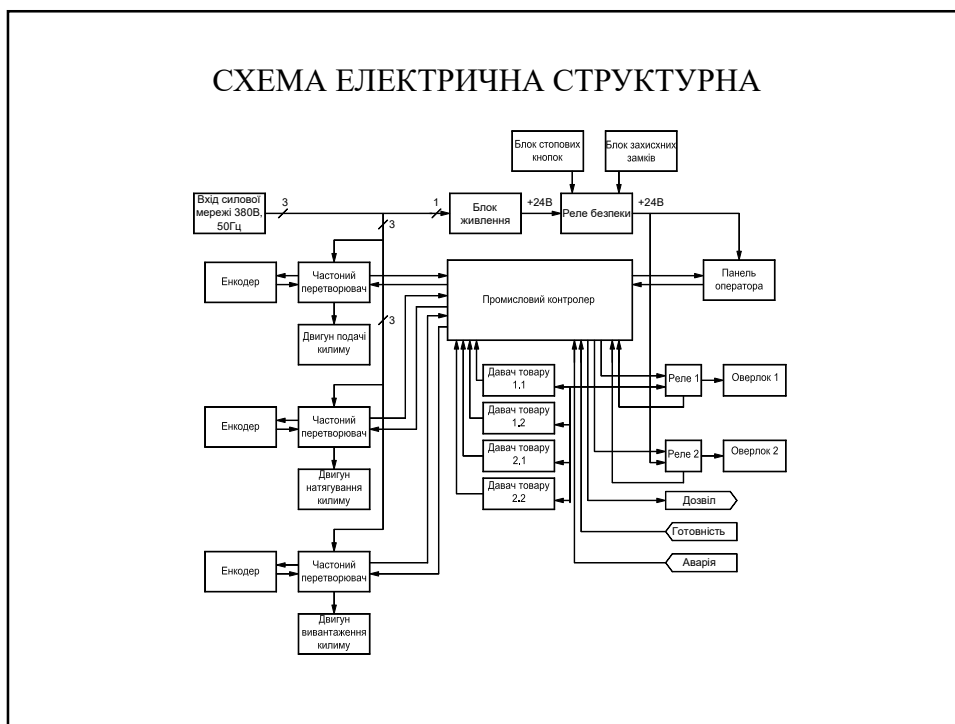 СХЕМА ЕЛЕКТРИЧНА СТРУКТУРНА
Блок стопових
кнопок
Блок захисхних
замків
Вхід силової
мережі 380В,
50Гц
3
1
Блок
живлення
+24В
Реле безпеки
+24В
3
Енкодер
Частоний
перетворювач
Промисловий контролер
Панель
оператора
3
Двигун подачі
килиму
Давач товару
1.1
Реле 1
Оверлок 1
Енкодер
Частоний
перетворювач
Давач товару
1.2
Давач товару
2.1
Реле 2
Оверлок 2
Двигун
натягування
килиму
Давач товару
2.2
Дозвіл
Готовність
Енкодер
Частоний
перетворювач
Аварія
Двигун
вивантаження
килиму